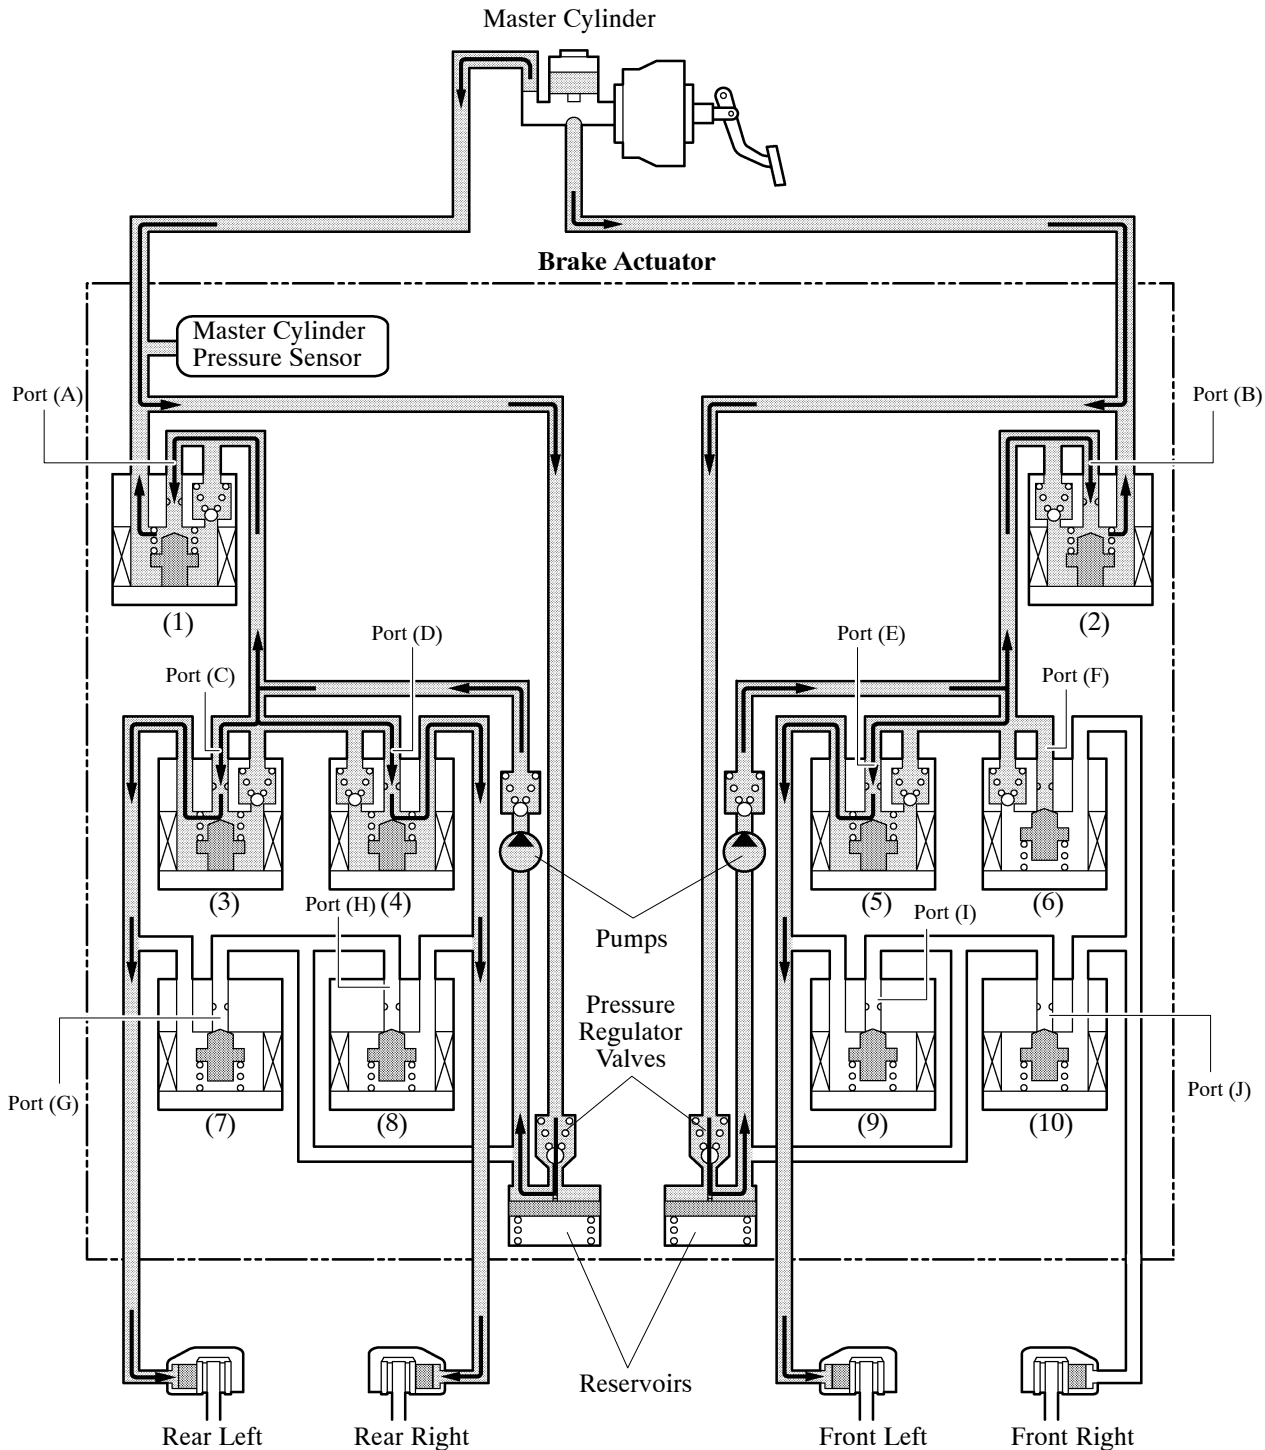 Master Cylinder
Brake Actuator
Master Cylinder
Pressure Sensor
Port (A)
Port (B)
(1)
(2)
Port (D)
Port (E)
Port (C)
Port (F)
(3)
(4)
(5)
(6)
Port (H)
Port (I)
Pumps
Pressure
Regulator
Valves
Port (G)
Port (J)
(7)
(8)
(9)
(10)
Reservoirs
Rear Left
Rear Right
Front Left
Front Right